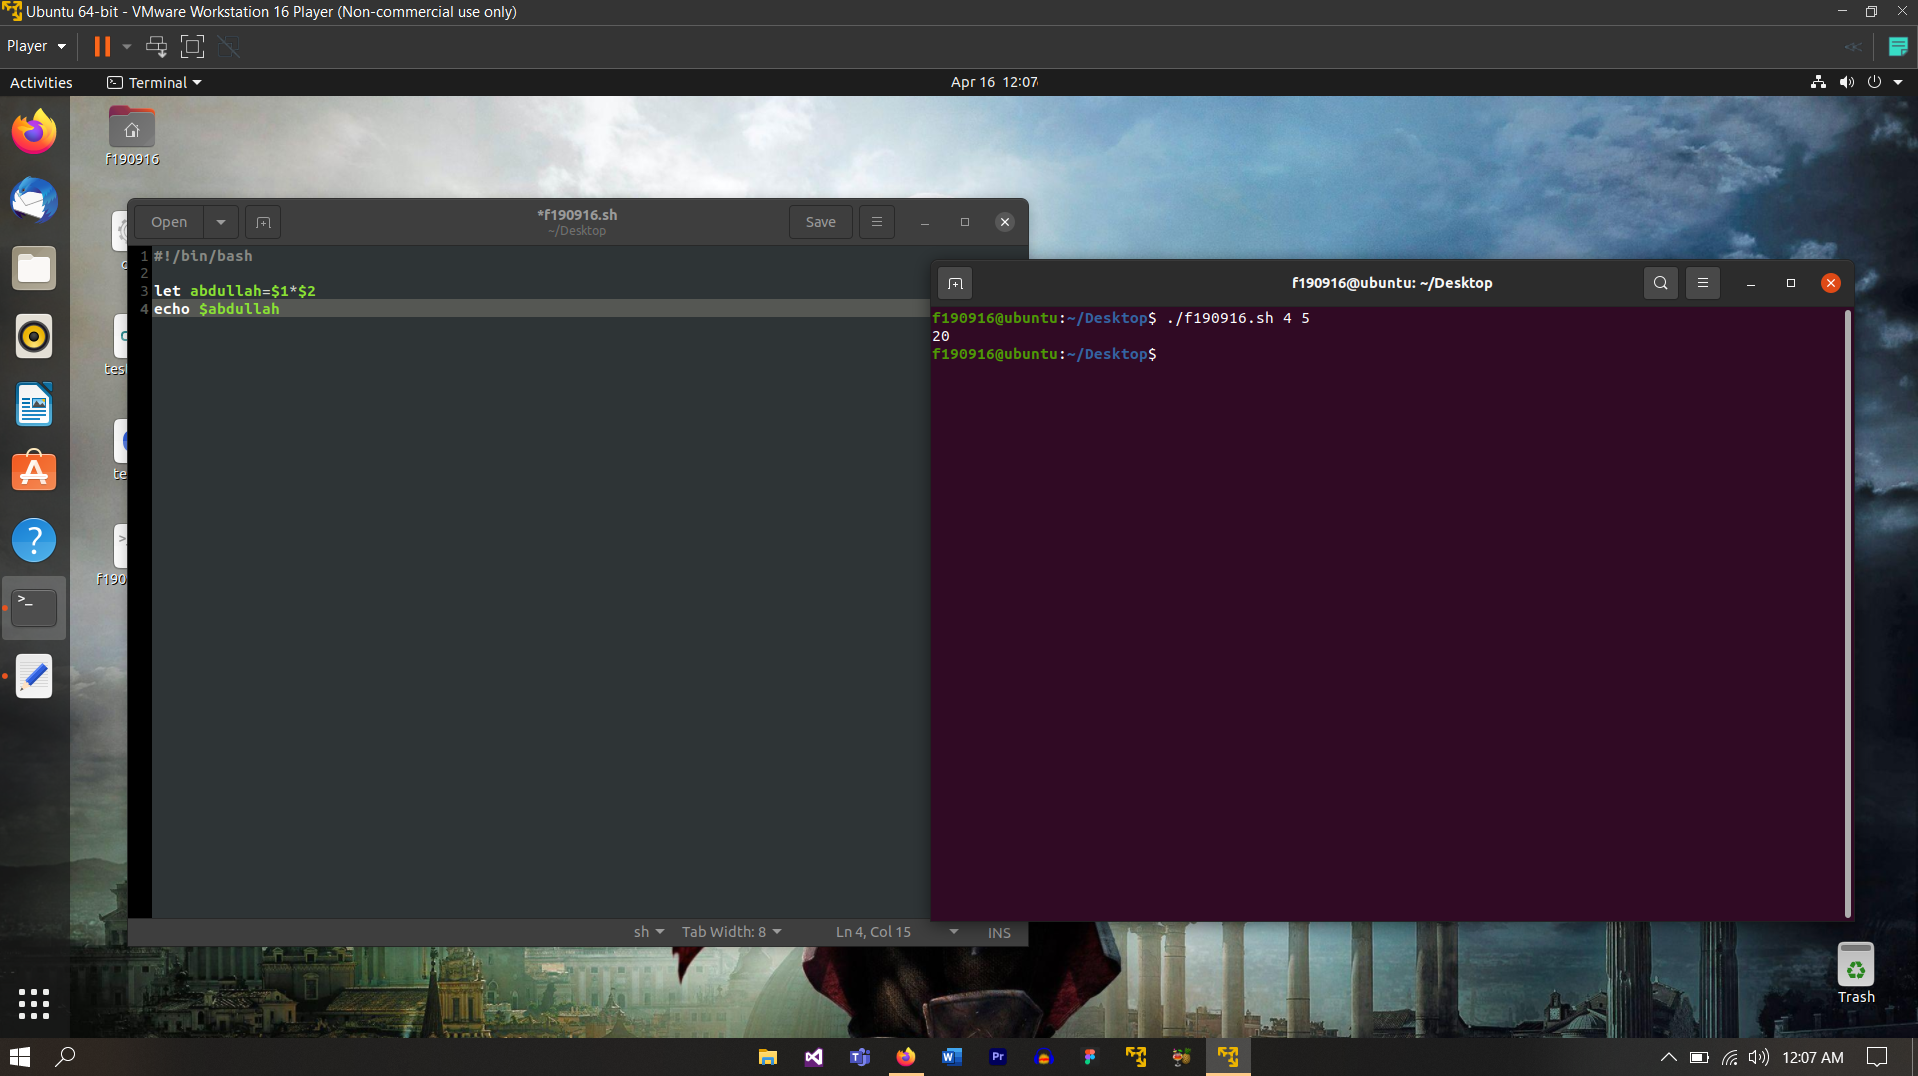 Ubuntu 64-bit - VMware Workstation 16 Player (Non-commercial use only)
Player
Activities
Terminal
Apr 16 12:07
f190916
Open
*f190916.sh
~/Desktop
Save
1 #!/bin/bash
2
3 let abdullah=$1*$2
4 echo $abdullah
sh
Tab Width: 8
Ln 4, Col 15
INS
f190916@ubuntu: ~/Desktop
f190916@ubuntu:~/Desktop$ ./f190916.sh 4 5
20
f190916@ubuntu:~/Desktop$
tes
te
f190
Trash
12:07 AM